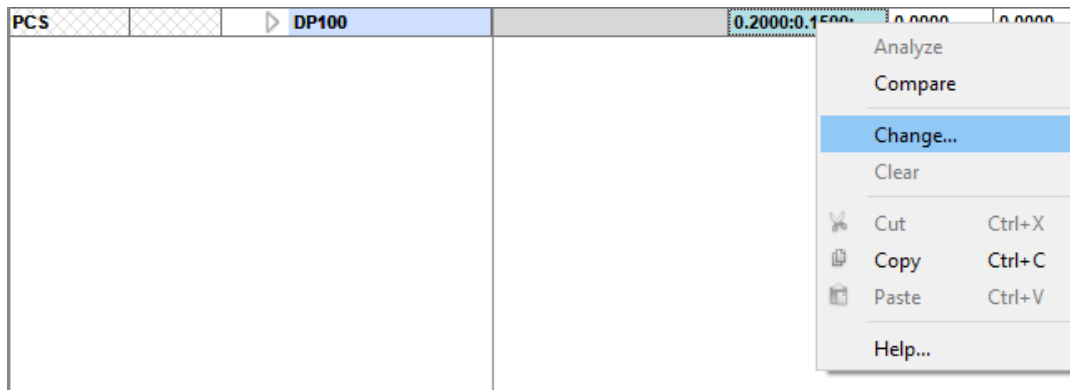 PCS DP100 0.2000:0.1500: 0.0000 0.0000
Analyze
Compare
Change...
Clear
Cut Ctrl+X
Copy Ctrl+C
Paste Ctrl+V
Help...